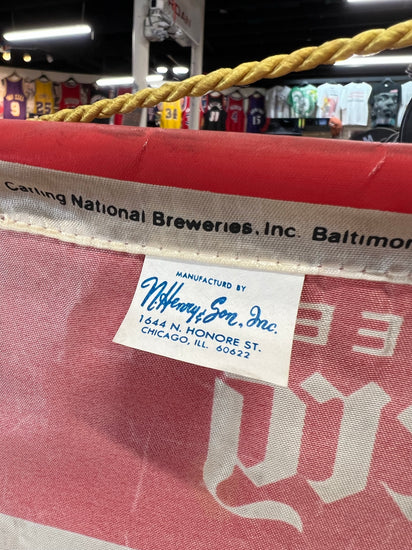 Carling National Breweries, Inc. Baltimor
MANUFACTURED BY
N. Henry & Son, Inc.
1644 N. HONORE ST.
CHICAGO, ILL. 60622